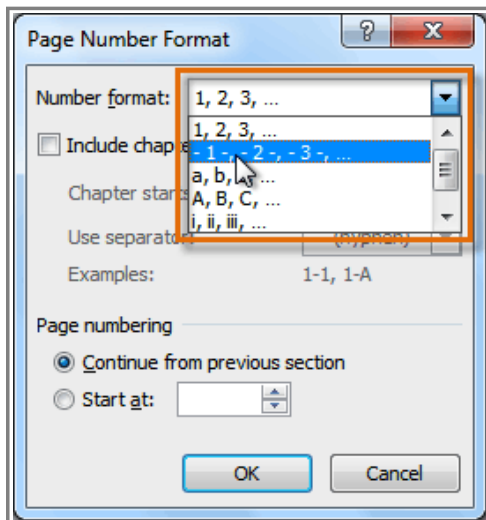 Page Number Format
Number format: 1, 2, 3, ...
1, 2, 3, ...
Include chapte - 1 -, - 2 -, - 3 -, ...
a, b, ...
Chapter starts A, B, C, ...
i, ii, iii, ...
Use separator: (hyphen)
Examples: 1-1, 1-A
Page numbering
Continue from previous section
Start at:
OK Cancel